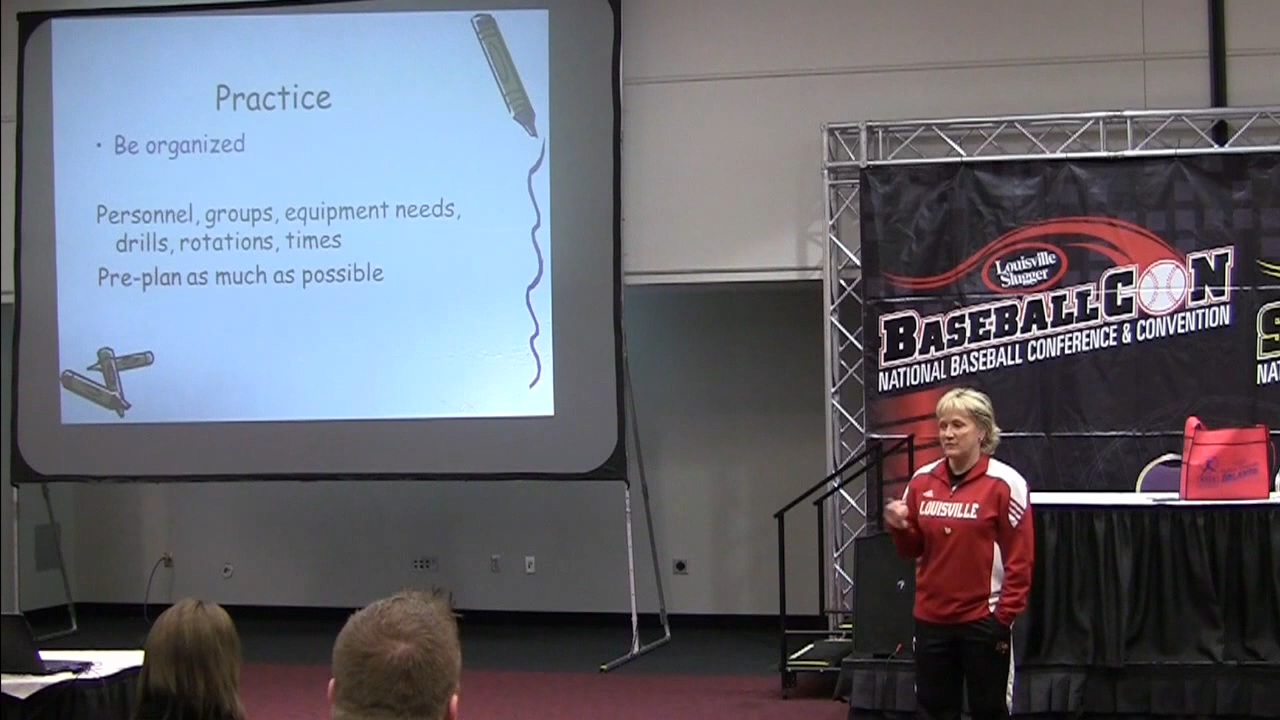 Practice
• Be organized
Personnel, groups, equipment needs,
drills, rotations, times
Pre-plan as much as possible
Louisville
Slugger
BASEBALLCON
NATIONAL BASEBALL CONFERENCE & CONVENTION
S
NAT
LOUISVILLE